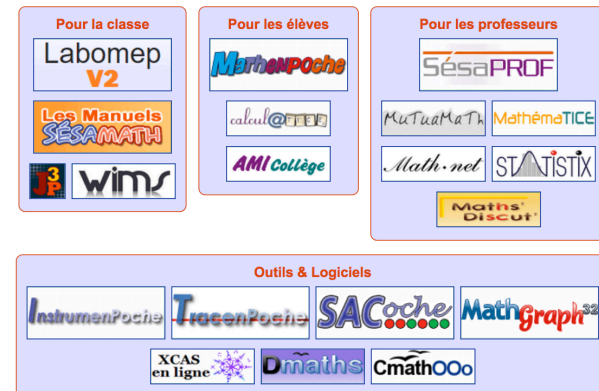 Pour la classe
Labomep
V2
Les Manuels
SÉSAMATH
J3P
wims
Pour les élèves
MathenPoche
calcul@TICE
AMI Collège
Pour les professeurs
SésaPROF
MuTuaMaTh
MathémaTICE
Math·net
STATISTIX
Maths'
Discut'
Outils & Logiciels
InstrumenPoche
TracenPoche
SACoche
MathGraph32
XCAS
en ligne
Dmaths
CmathOOo